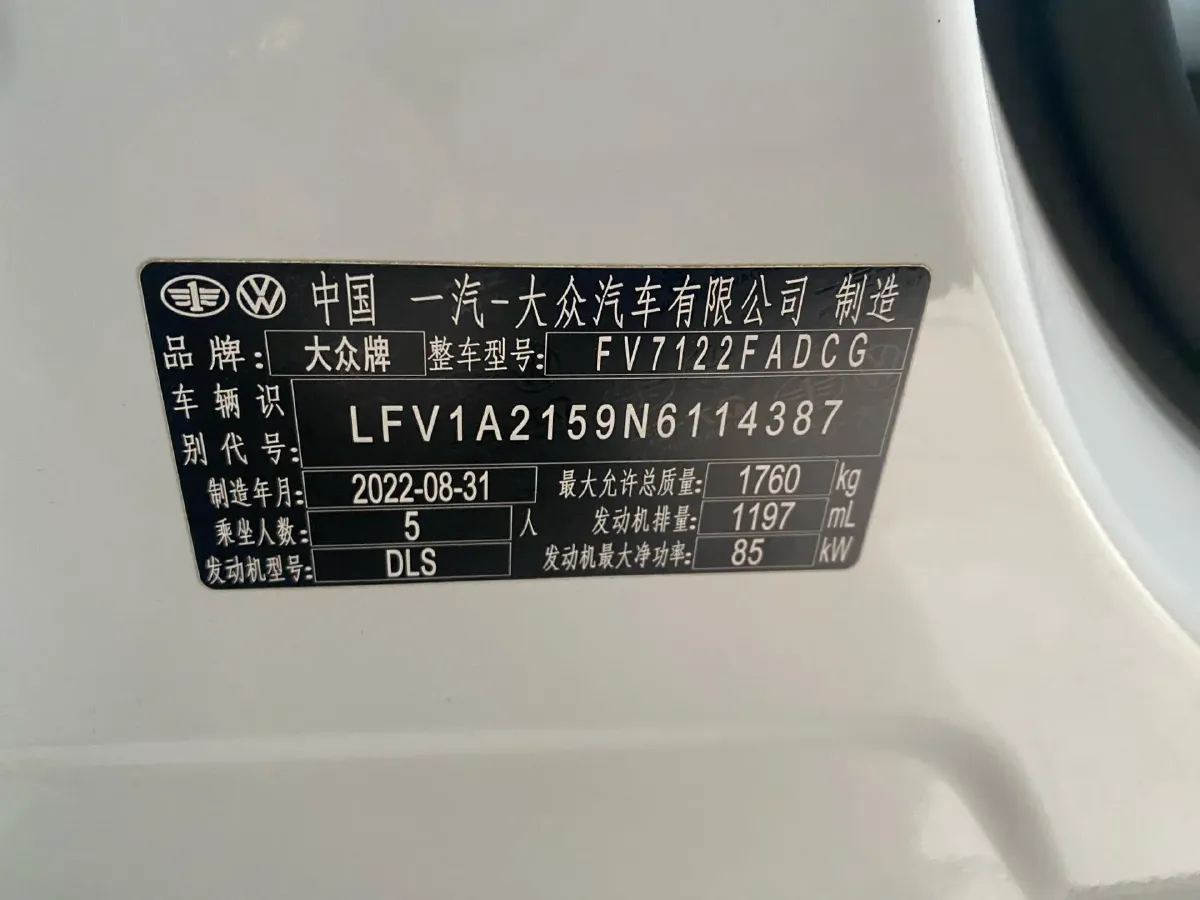 中国 一汽-大众汽车有限公司 制造
品牌: 大众牌 整车型号: FV7122FADCG
车辆识别代号: LFV1A2159N6114387
制造年月: 2022-08-31 最大允许总质量: 1760 kg
乘坐人数: 5 人 发动机排量: 1197 mL
发动机型号: DLS 发动机最大净功率: 85 kW